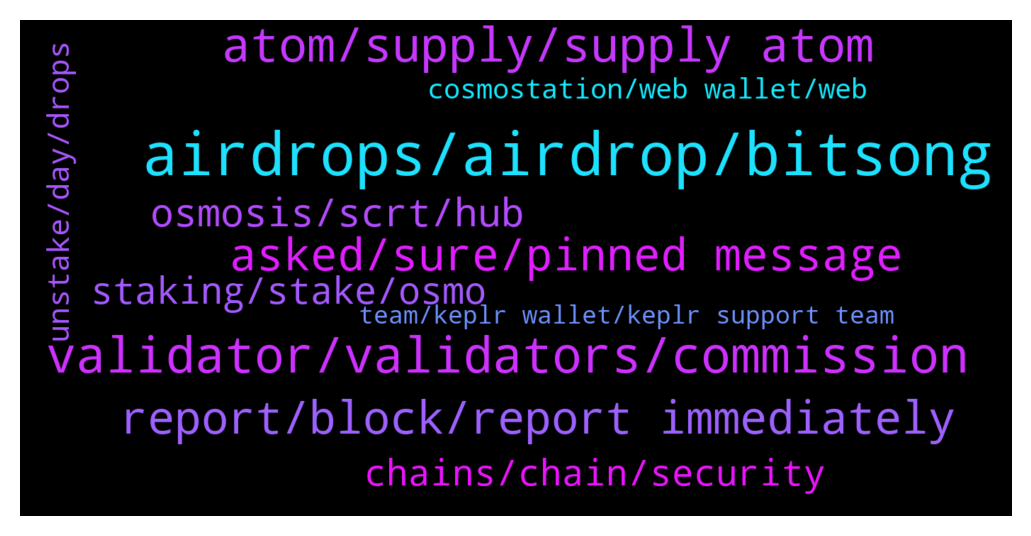 atom/supply/supply atom
cosmostation/web wallet/web
airdrops/airdrop/bitsong
unstake/day/drops
osmosis/scrt/hub
asked/sure/pinned message
staking/stake/osmo
team/keplr wallet/keplr support team
validator/validators/commission
report/block/report immediately
chains/chain/security